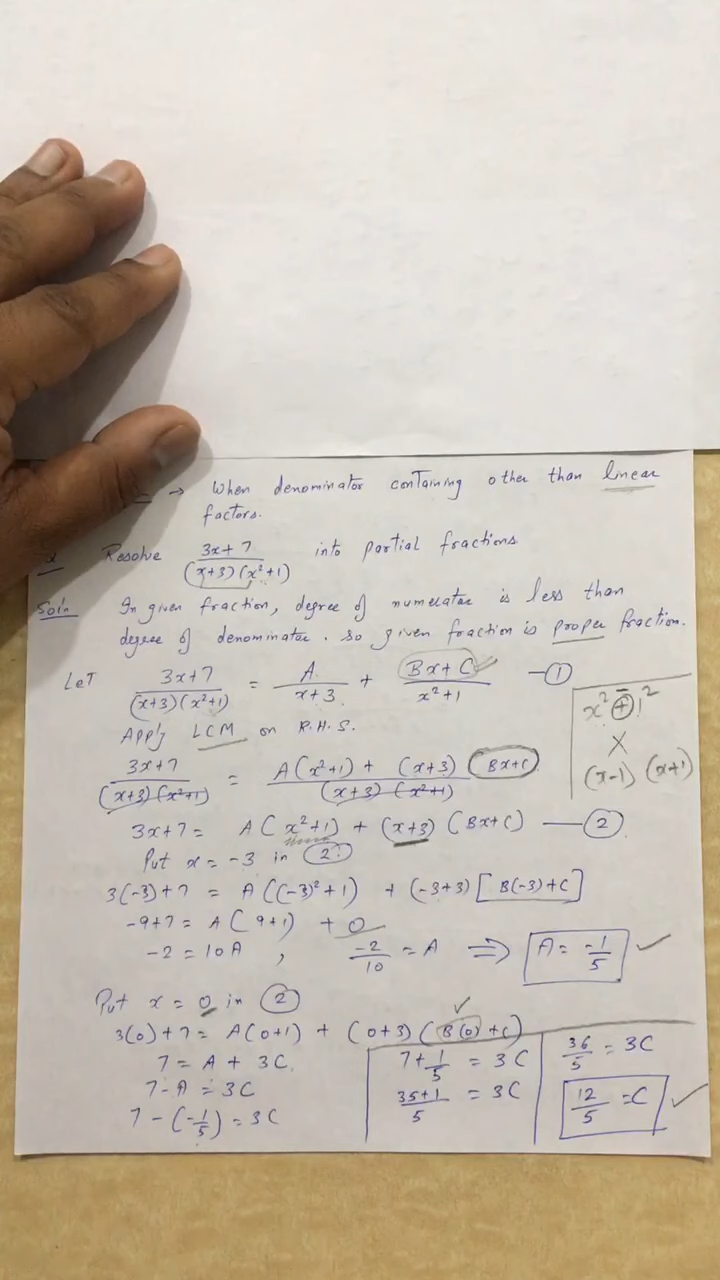 → When denominator containing other than linear
factors.
Q Resolve (3x+7)/((x+3)(x²+1)) into partial fractions
Soln In given fraction, degree of numerator is less than
degree of denominator. so given fraction is proper fraction.
Let (3x+7)/((x+3)(x²+1)) = A/(x+3) + (Bx+C)/(x²+1) —①
Apply LCM on R.H.S.
x²+1²
×
(x-1) (x+1)
(3x+7)/((x+3)(x²+1)) = (A(x²+1) + (x+3)(Bx+C))/((x+3)(x²+1))
3x+7 = A(x²+1) + (x+3)(Bx+C) —②
Put x = -3 in ②:
3(-3)+7 = A((-3)²+1) + (-3+3)[B(-3)+C]
-9+7 = A(9+1) + 0
-2 = 10A , -2/10 = A ⇒ A = -1/5 ✓
Put x = 0 in ②
3(0)+7 = A(0+1) + (0+3)(B(0)+C) ✓
7 = A + 3C
7-A = 3C
7-(-1/5) = 3C
7+1/5 = 3C
(35+1)/5 = 3C
36/5 = 3C
12/5 = C ✓